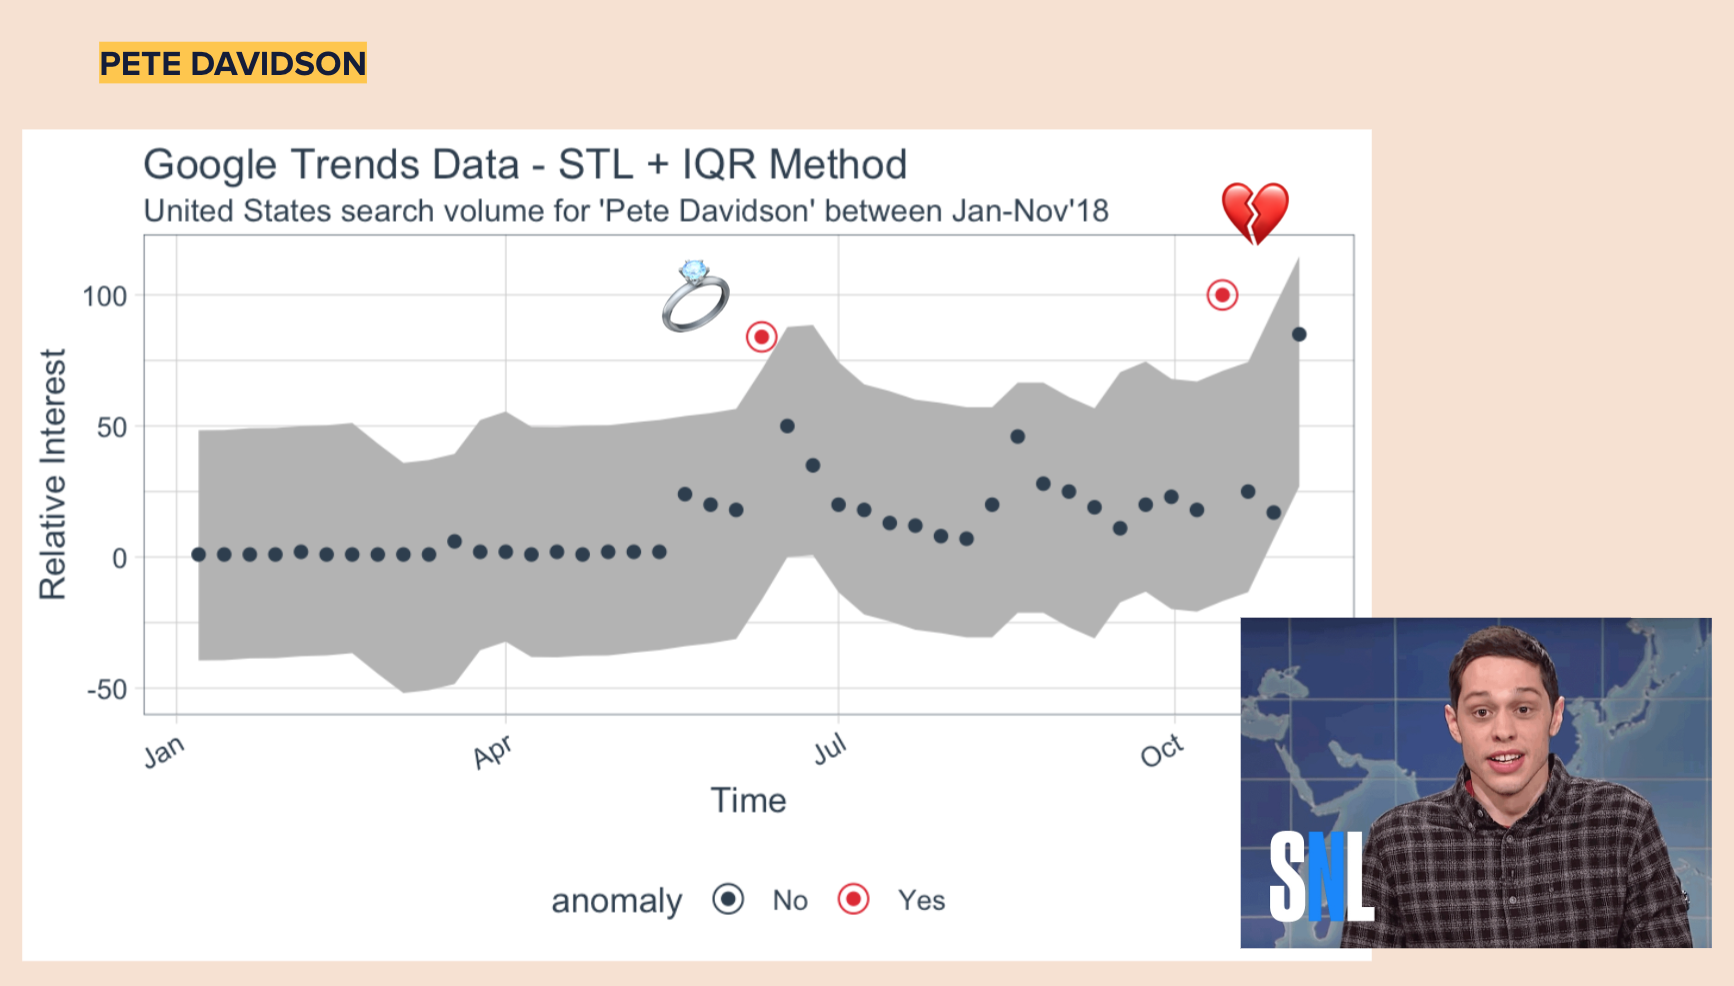 PETE DAVIDSON
Google Trends Data - STL + IQR Method
United States search volume for 'Pete Davidson' between Jan-Nov'18
Relative Interest
100
50
0
-50
Jan
Apr
Jul
Oct
Time
anomaly No Yes
SNL